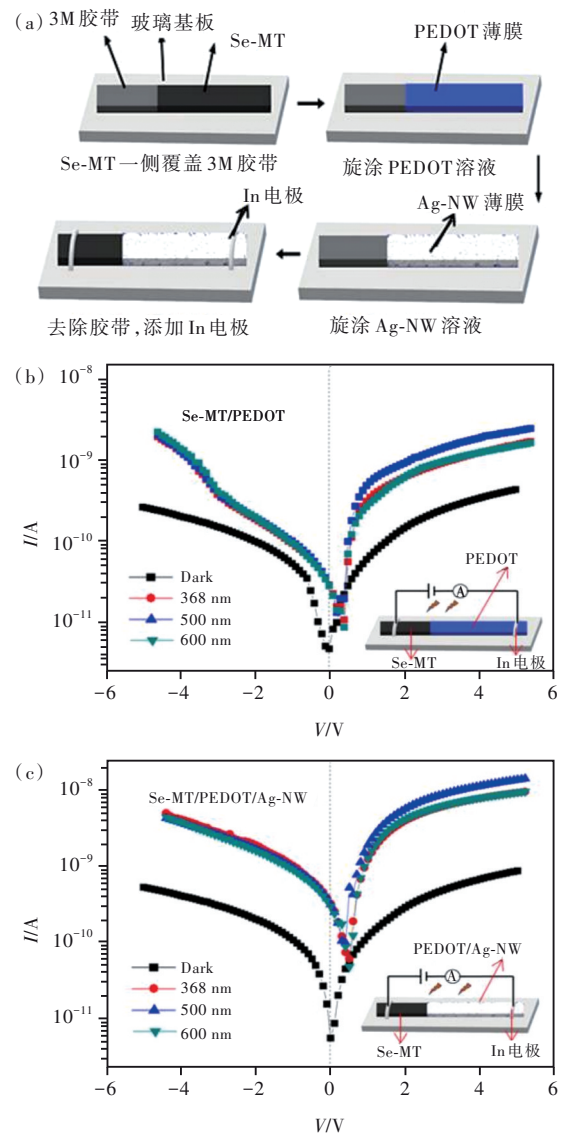 (a)
3M胶带 玻璃基板 Se-MT PEDOT薄膜
Se-MT一侧覆盖3M胶带 旋涂PEDOT溶液
In电极 Ag-NW薄膜
去除胶带,添加In电极 旋涂Ag-NW溶液
(b)
10⁻⁸
Se-MT/PEDOT
10⁻⁹
I/A
10⁻¹⁰
PEDOT
Dark
368 nm
10⁻¹¹
500 nm
600 nm
A
Se-MT In电极
−6 −4 −2 0 2 4 6
V/V
(c)
10⁻⁸
Se-MT/PEDOT/Ag-NW
10⁻⁹
I/A
10⁻¹⁰
PEDOT/Ag-NW
Dark
368 nm
10⁻¹¹
500 nm
600 nm
A
Se-MT In电极
−6 −4 −2 0 2 4 6
V/V